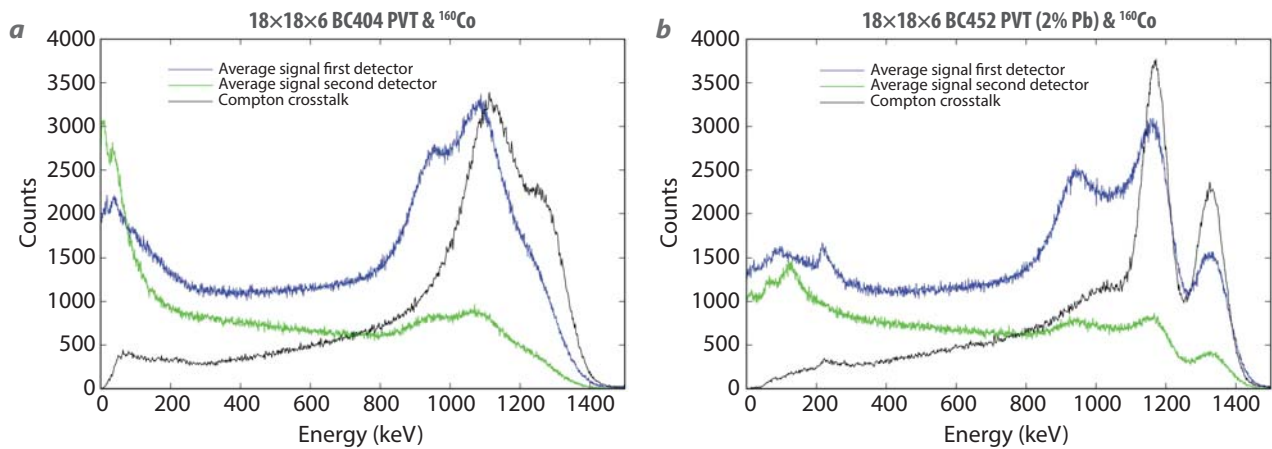 a
18×18×6 BC404 PVT & ¹⁶⁰Co
4000
3500
3000
2500
2000
1500
1000
500
0
Counts
Average signal first detector
Average signal second detector
Compton crosstalk
0 200 400 600 800 1000 1200 1400
Energy (keV)
b
18×18×6 BC452 PVT (2% Pb) & ¹⁶⁰Co
4000
3500
3000
2500
2000
1500
1000
500
0
Counts
Average signal first detector
Average signal second detector
Compton crosstalk
0 200 400 600 800 1000 1200 1400
Energy (keV)